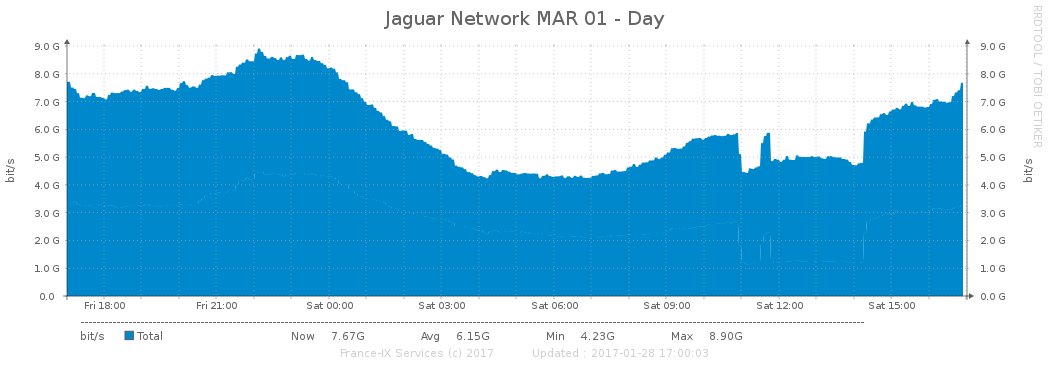 Jaguar Network MAR 01 - Day
RRDTOOL / TOBI OETIKER
9.0 G 9.0 G
8.0 G 8.0 G
7.0 G 7.0 G
6.0 G 6.0 G
5.0 G 5.0 G
4.0 G 4.0 G
3.0 G 3.0 G
2.0 G 2.0 G
1.0 G 1.0 G
0.0 0.0 G
bit/s
bit/s
Fri 18:00 Fri 21:00 Sat 00:00 Sat 03:00 Sat 06:00 Sat 09:00 Sat 12:00 Sat 15:00
bit/s Total Now 7.67G Avg 6.15G Min 4.23G Max 8.90G
France-IX Services (c) 2017 Updated : 2017-01-28 17:00:03